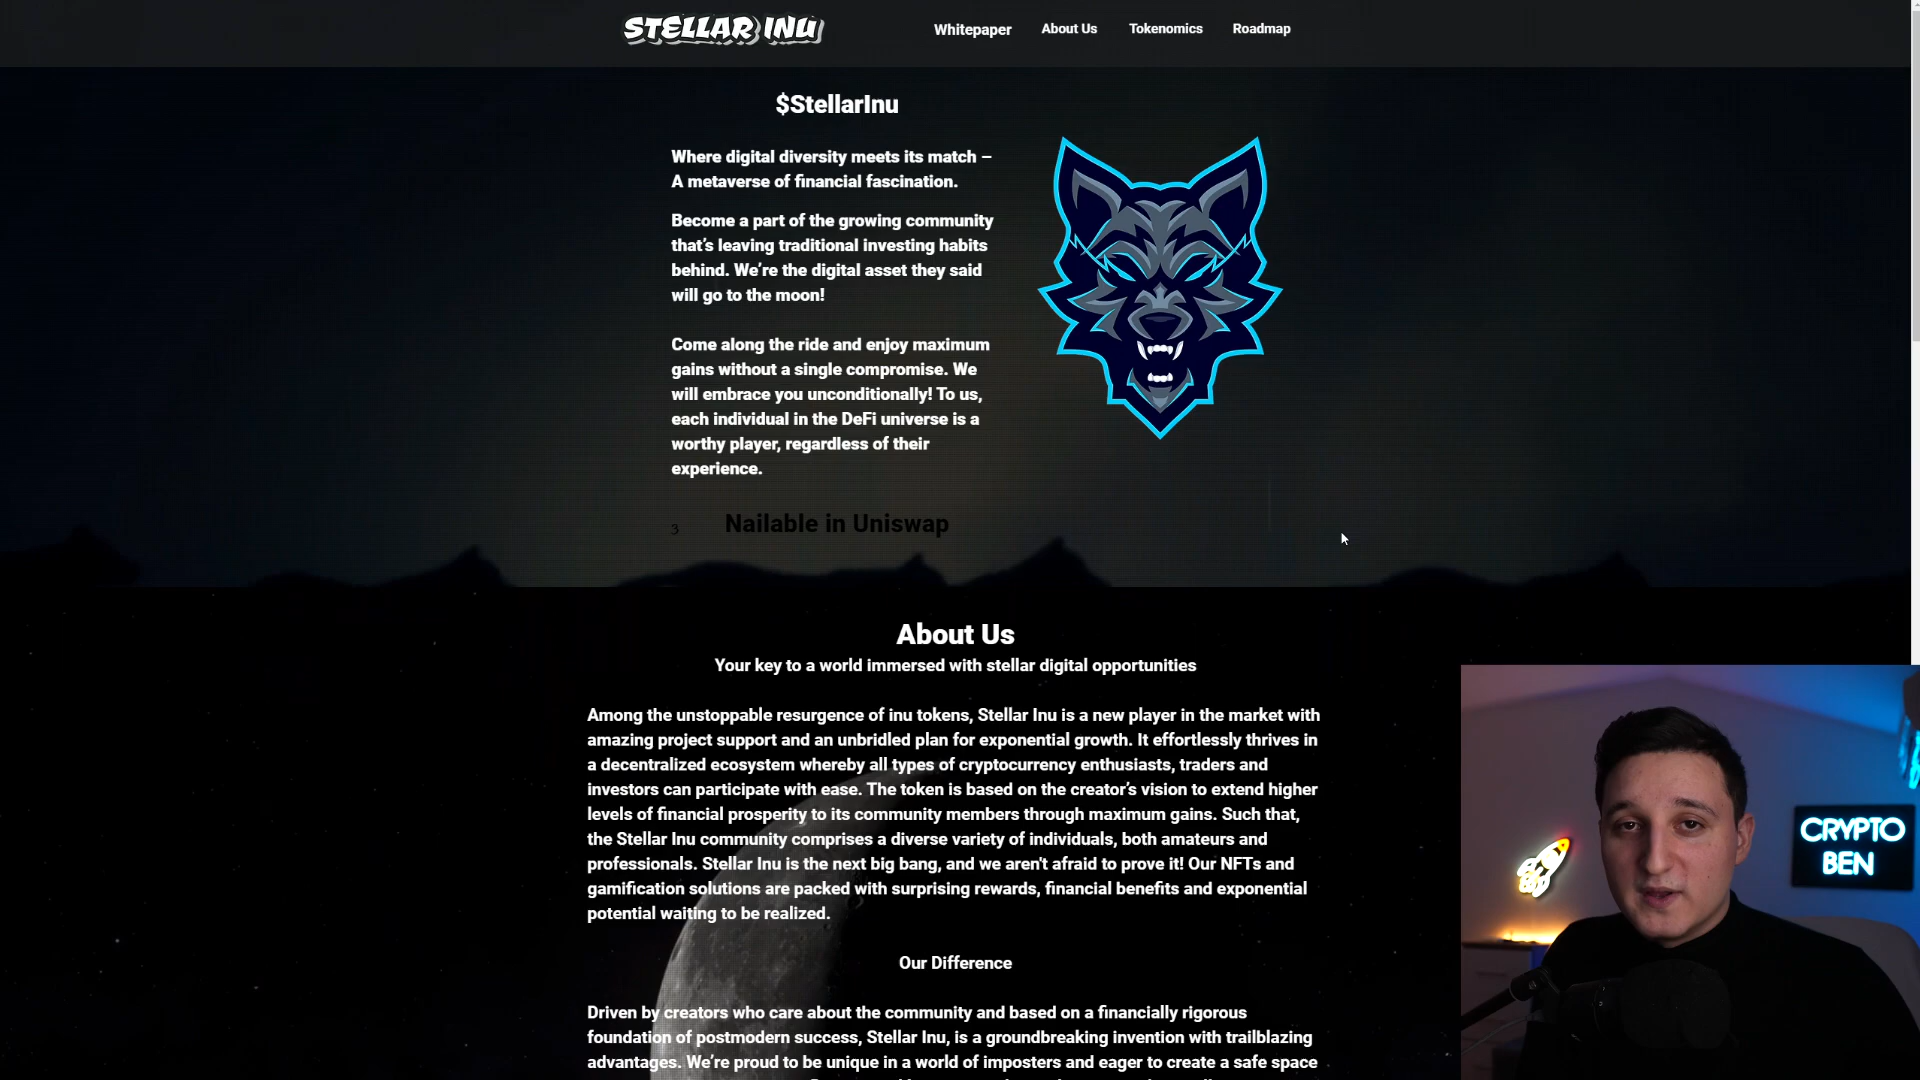 STELLAR INU
Whitepaper
About Us
Tokenomics
Roadmap
$StellarInu
Where digital diversity meets its match –
A metaverse of financial fascination.
Become a part of the growing community
that's leaving traditional investing habits
behind. We're the digital asset they said
will go to the moon!
Come along the ride and enjoy maximum
gains without a single compromise. We
will embrace you unconditionally! To us,
each individual in the DeFi universe is a
worthy player, regardless of their
experience.
3
Nailable in Uniswap
About Us
Your key to a world immersed with stellar digital opportunities
Among the unstoppable resurgence of inu tokens, Stellar Inu is a new player in the market with
amazing project support and an unbridled plan for exponential growth. It effortlessly thrives in
a decentralized ecosystem whereby all types of cryptocurrency enthusiasts, traders and
investors can participate with ease. The token is based on the creator's vision to extend higher
levels of financial prosperity to its community members through maximum gains. Such that,
the Stellar Inu community comprises a diverse variety of individuals, both amateurs and
professionals. Stellar Inu is the next big bang, and we aren't afraid to prove it! Our NFTs and
gamification solutions are packed with surprising rewards, financial benefits and exponential
potential waiting to be realized.
Our Difference
Driven by creators who care about the community and based on a financially rigorous
foundation of postmodern success, Stellar Inu, is a groundbreaking invention with trailblazing
advantages. We're proud to be unique in a world of imposters and eager to create a safe space
CRYPTO
BEN